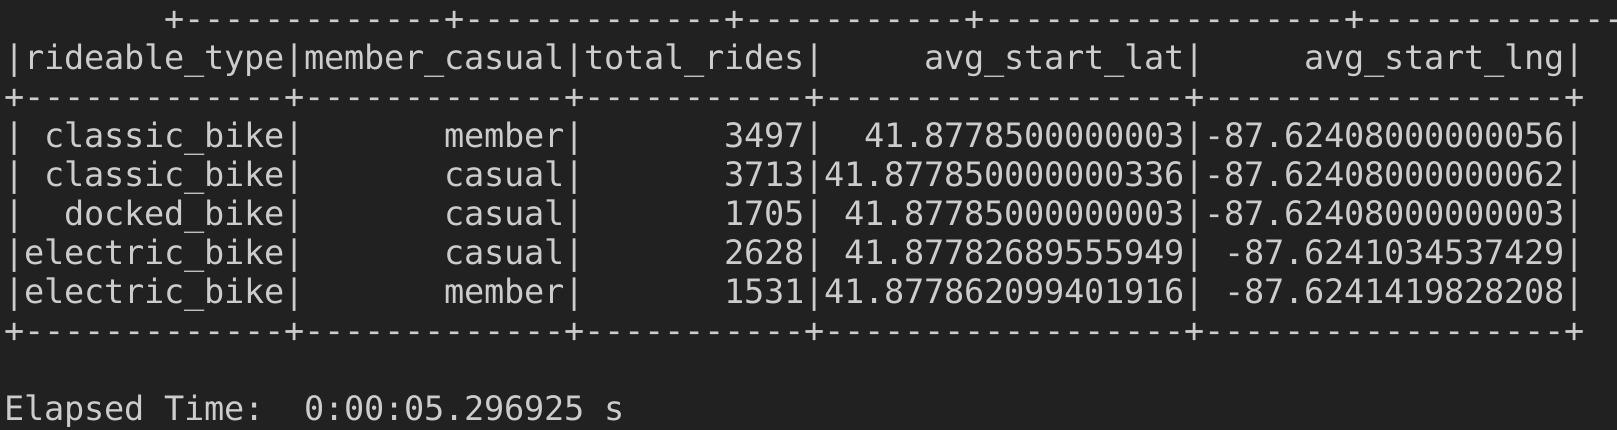 +-------------+-------------+-----------+------------------+-------------
|rideable_type|member_casual|total_rides|     avg_start_lat|     avg_start_lng|
+-------------+-------------+-----------+------------------+------------------+
| classic_bike|       member|       3497|  41.8778500000003|-87.62408000000056|
| classic_bike|       casual|       3713|41.877850000000336|-87.62408000000062|
|  docked_bike|       casual|       1705| 41.87785000000003|-87.62408000000003|
|electric_bike|       casual|       2628| 41.87782689555949| -87.6241034537429|
|electric_bike|       member|       1531|41.877862099401916| -87.6241419828208|
+-------------+-------------+-----------+------------------+------------------+
Elapsed Time:  0:00:05.296925 s